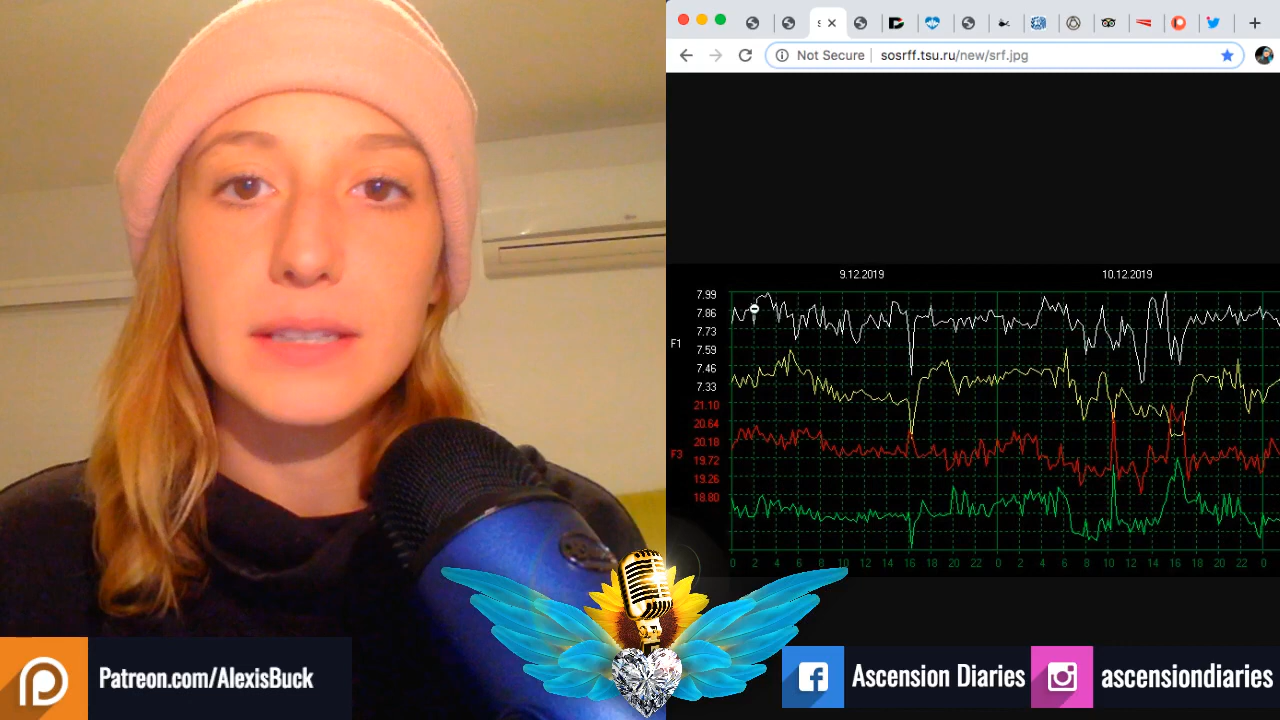 Not Secure | sosrff.tsu.ru/new/srf.jpg
9.12.2019 10.12.2019
7.99
7.86
7.73
F1
7.59
7.46
7.33
21.10
20.64
20.18
F3
19.72
19.26
18.80
0 2 4 6 8 10 12 14 16 18 20 22 0 2 4 6 8 10 12 14 16 18 20 22 0
Patreon.com/AlexisBuck
Ascension Diaries
ascensiondiaries